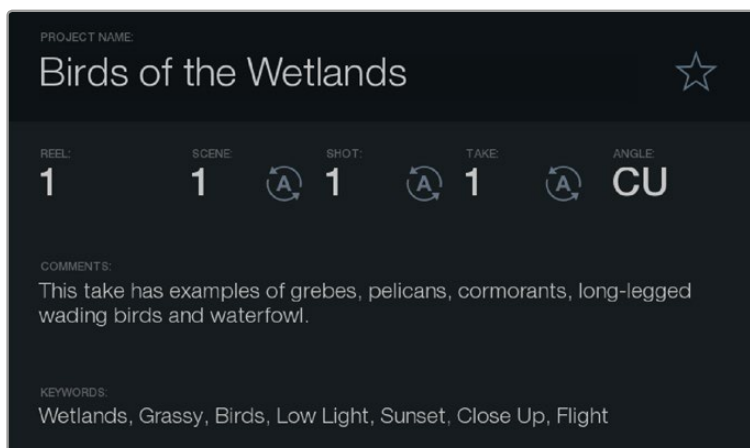 PROJECT NAME:
Birds of the Wetlands
REEL: SCENE: SHOT: TAKE: ANGLE:
1 1 A 1 A 1 A CU
COMMENTS:
This take has examples of grebes, pelicans, cormorants, long-legged
wading birds and waterfowl.
KEYWORDS:
Wetlands, Grassy, Birds, Low Light, Sunset, Close Up, Flight